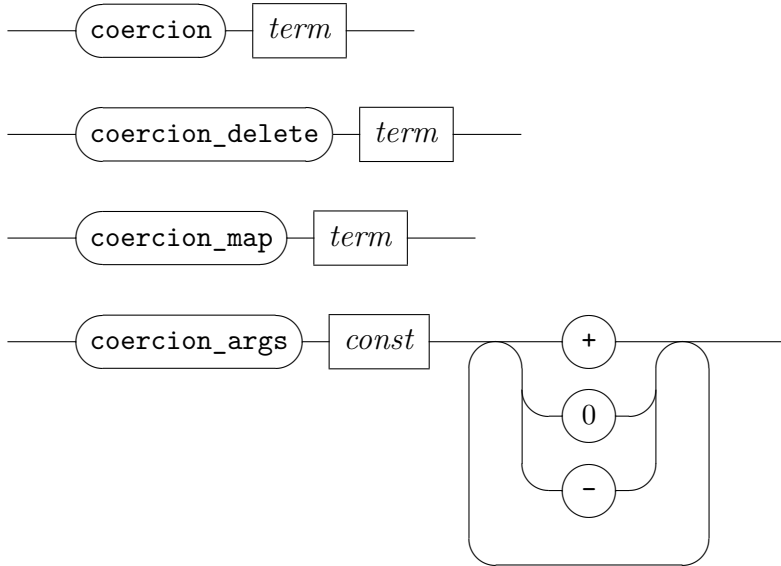 coercion term
coercion_delete term
coercion_map term
coercion_args const +
0
-